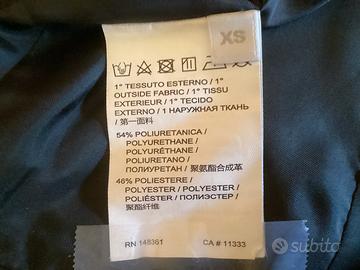 XS
1° TESSUTO ESTERNO / 1°
OUTSIDE FABRIC / 1° TISSU
EXTERIEUR / 1° TECIDO
EXTERNO / 1 НАРУЖНАЯ ТКАНЬ
/ 第一面料
54% POLIURETANICA /
POLYURETHANE /
POLYURÉTHANE /
POLIURETANO /
ПОЛИУРЕТАН / 聚氨酯合成革
46% POLIESTERE /
POLYESTER / POLYESTER /
POLIÉSTER / ПОЛИЭСТЕР /
聚酯纤维
RN 148361 CA # 11333
subito